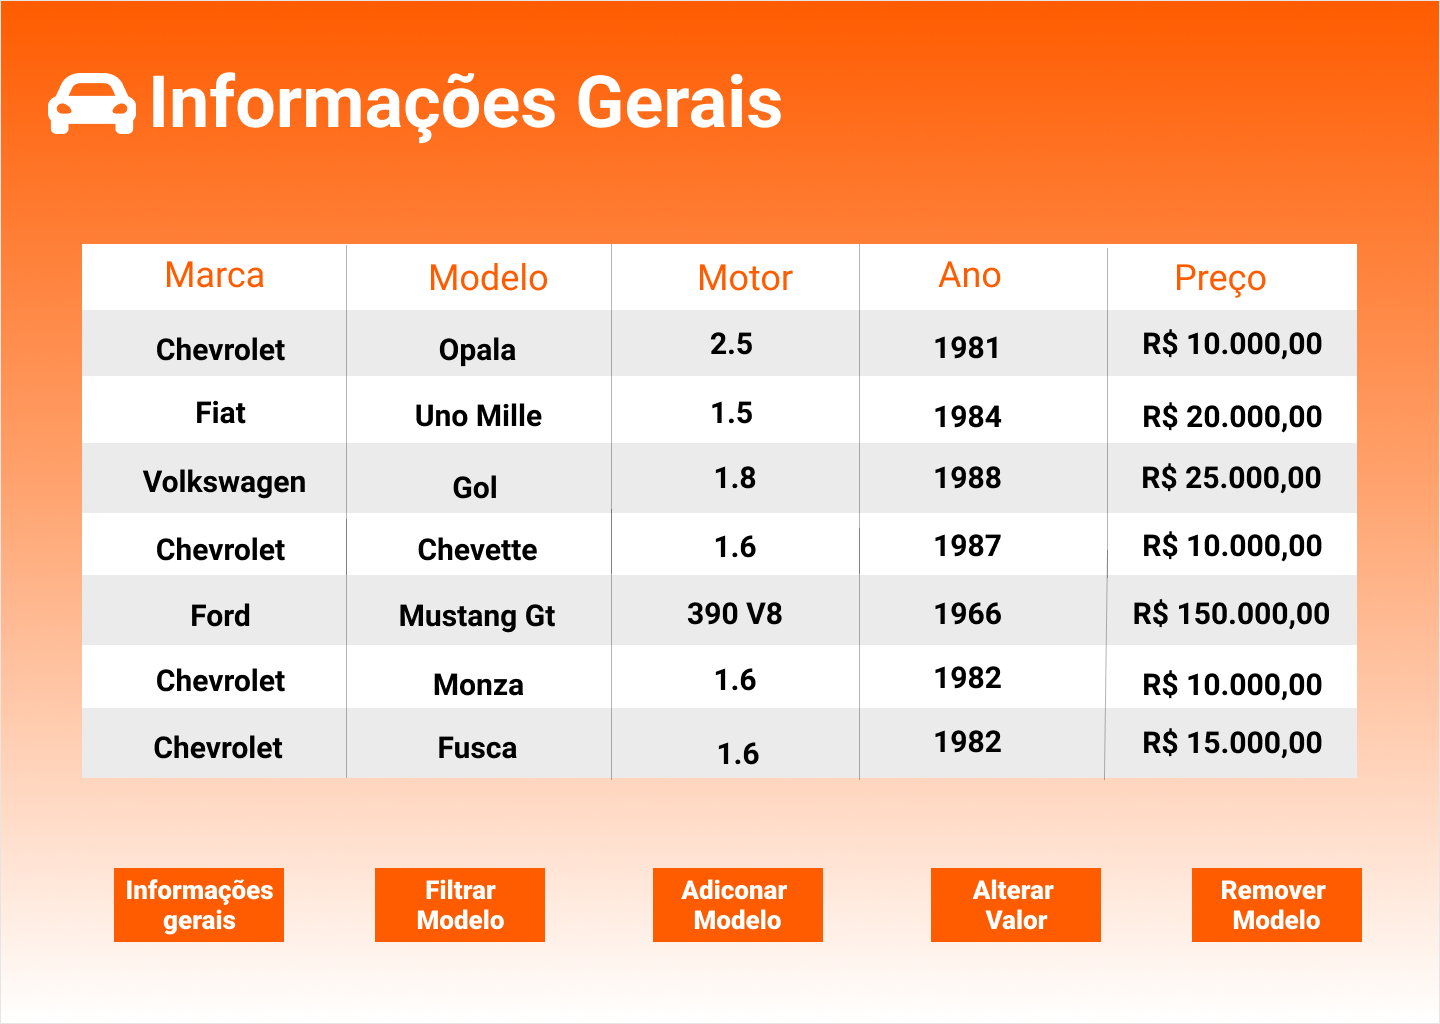 Informações Gerais
Marca Modelo Motor Ano Preço
Chevrolet Opala 2.5 1981 R$ 10.000,00
Fiat Uno Mille 1.5 1984 R$ 20.000,00
Volkswagen Gol 1.8 1988 R$ 25.000,00
Chevrolet Chevette 1.6 1987 R$ 10.000,00
Ford Mustang Gt 390 V8 1966 R$ 150.000,00
Chevrolet Monza 1.6 1982 R$ 10.000,00
Chevrolet Fusca 1.6 1982 R$ 15.000,00
Informações
gerais
Filtrar
Modelo
Adiconar
Modelo
Alterar
Valor
Remover
Modelo